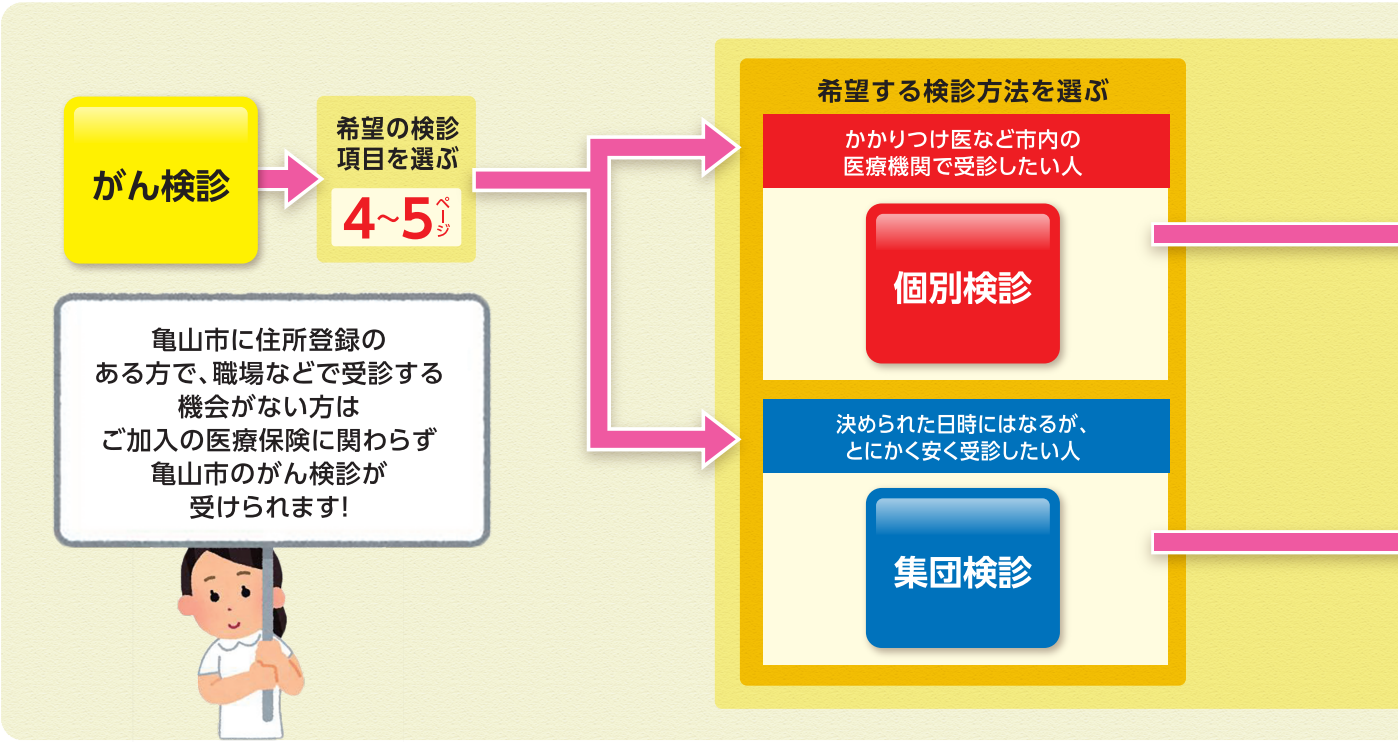 がん検診
希望の検診
項目を選ぶ
4～5ページ
亀山市に住所登録の
ある方で、職場などで受診する
機会がない方は
ご加入の医療保険に関わらず
亀山市のがん検診が
受けられます!
希望する検診方法を選ぶ
かかりつけ医など市内の
医療機関で受診したい人
個別検診
決められた日時にはなるが、
とにかく安く受診したい人
集団検診